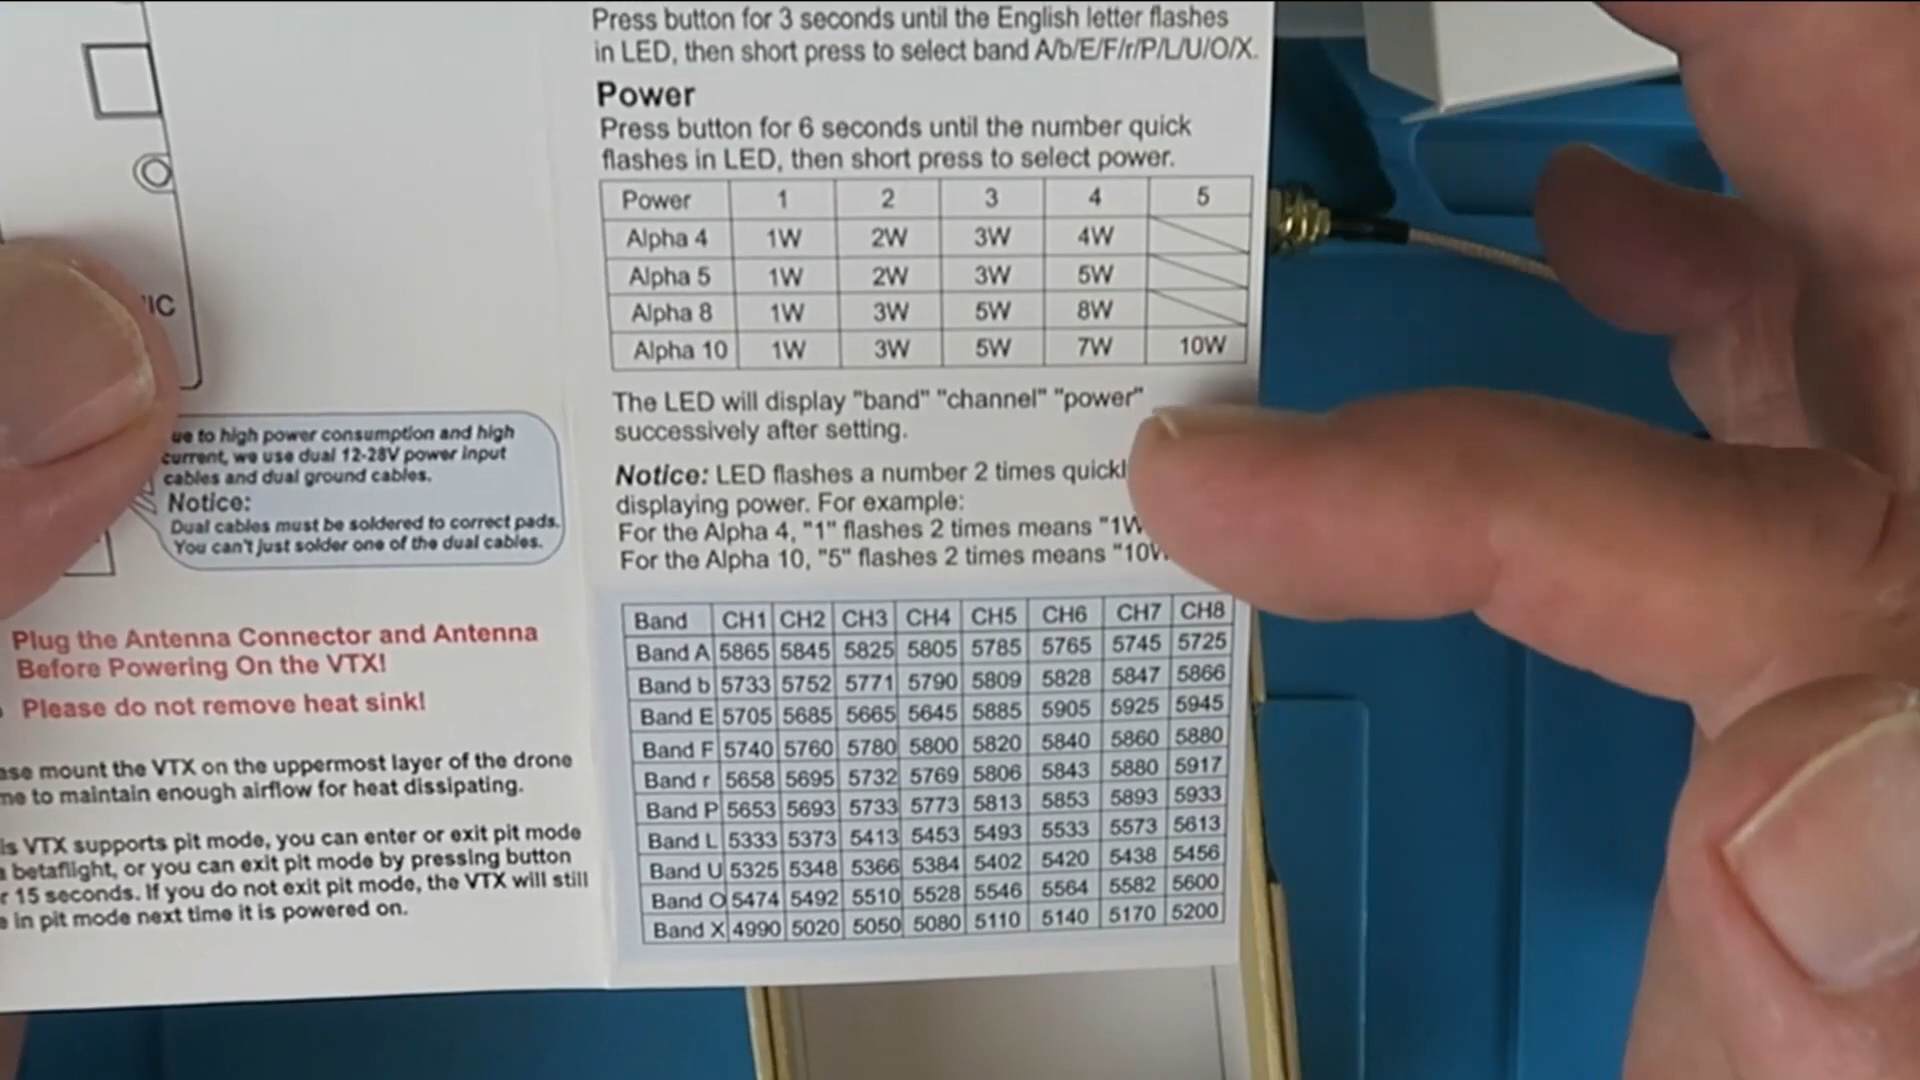 IC
ue to high power consumption and high
current, we use dual 12-28V power input
cables and dual ground cables.
Notice:
Dual cables must be soldered to correct pads.
You can't just solder one of the dual cables.
Plug the Antenna Connector and Antenna
Before Powering On the VTX!
Please do not remove heat sink!
ase mount the VTX on the uppermost layer of the drone
me to maintain enough airflow for heat dissipating.
is VTX supports pit mode, you can enter or exit pit mode
betaflight, or you can exit pit mode by pressing button
r 15 seconds. If you do not exit pit mode, the VTX will still
e in pit mode next time it is powered on.
Press button for 3 seconds until the English letter flashes
in LED, then short press to select band A/b/E/F/r/P/L/U/O/X.
Power
Press button for 6 seconds until the number quick
flashes in LED, then short press to select power.
Power 1 2 3 4 5
Alpha 4 1W 2W 3W 4W
Alpha 5 1W 2W 3W 5W
Alpha 8 1W 3W 5W 8W
Alpha 10 1W 3W 5W 7W 10W
The LED will display "band" "channel" "power"
successively after setting.
Notice: LED flashes a number 2 times quickl
displaying power. For example:
For the Alpha 4, "1" flashes 2 times means "1W
For the Alpha 10, "5" flashes 2 times means "10W
Band CH1 CH2 CH3 CH4 CH5 CH6 CH7 CH8
Band A 5865 5845 5825 5805 5785 5765 5745 5725
Band b 5733 5752 5771 5790 5809 5828 5847 5866
Band E 5705 5685 5665 5645 5885 5905 5925 5945
Band F 5740 5760 5780 5800 5820 5840 5860 5880
Band r 5658 5695 5732 5769 5806 5843 5880 5917
Band P 5653 5693 5733 5773 5813 5853 5893 5933
Band L 5333 5373 5413 5453 5493 5533 5573 5613
Band U 5325 5348 5366 5384 5402 5420 5438 5456
Band O 5474 5492 5510 5528 5546 5564 5582 5600
Band X 4990 5020 5050 5080 5110 5140 5170 5200